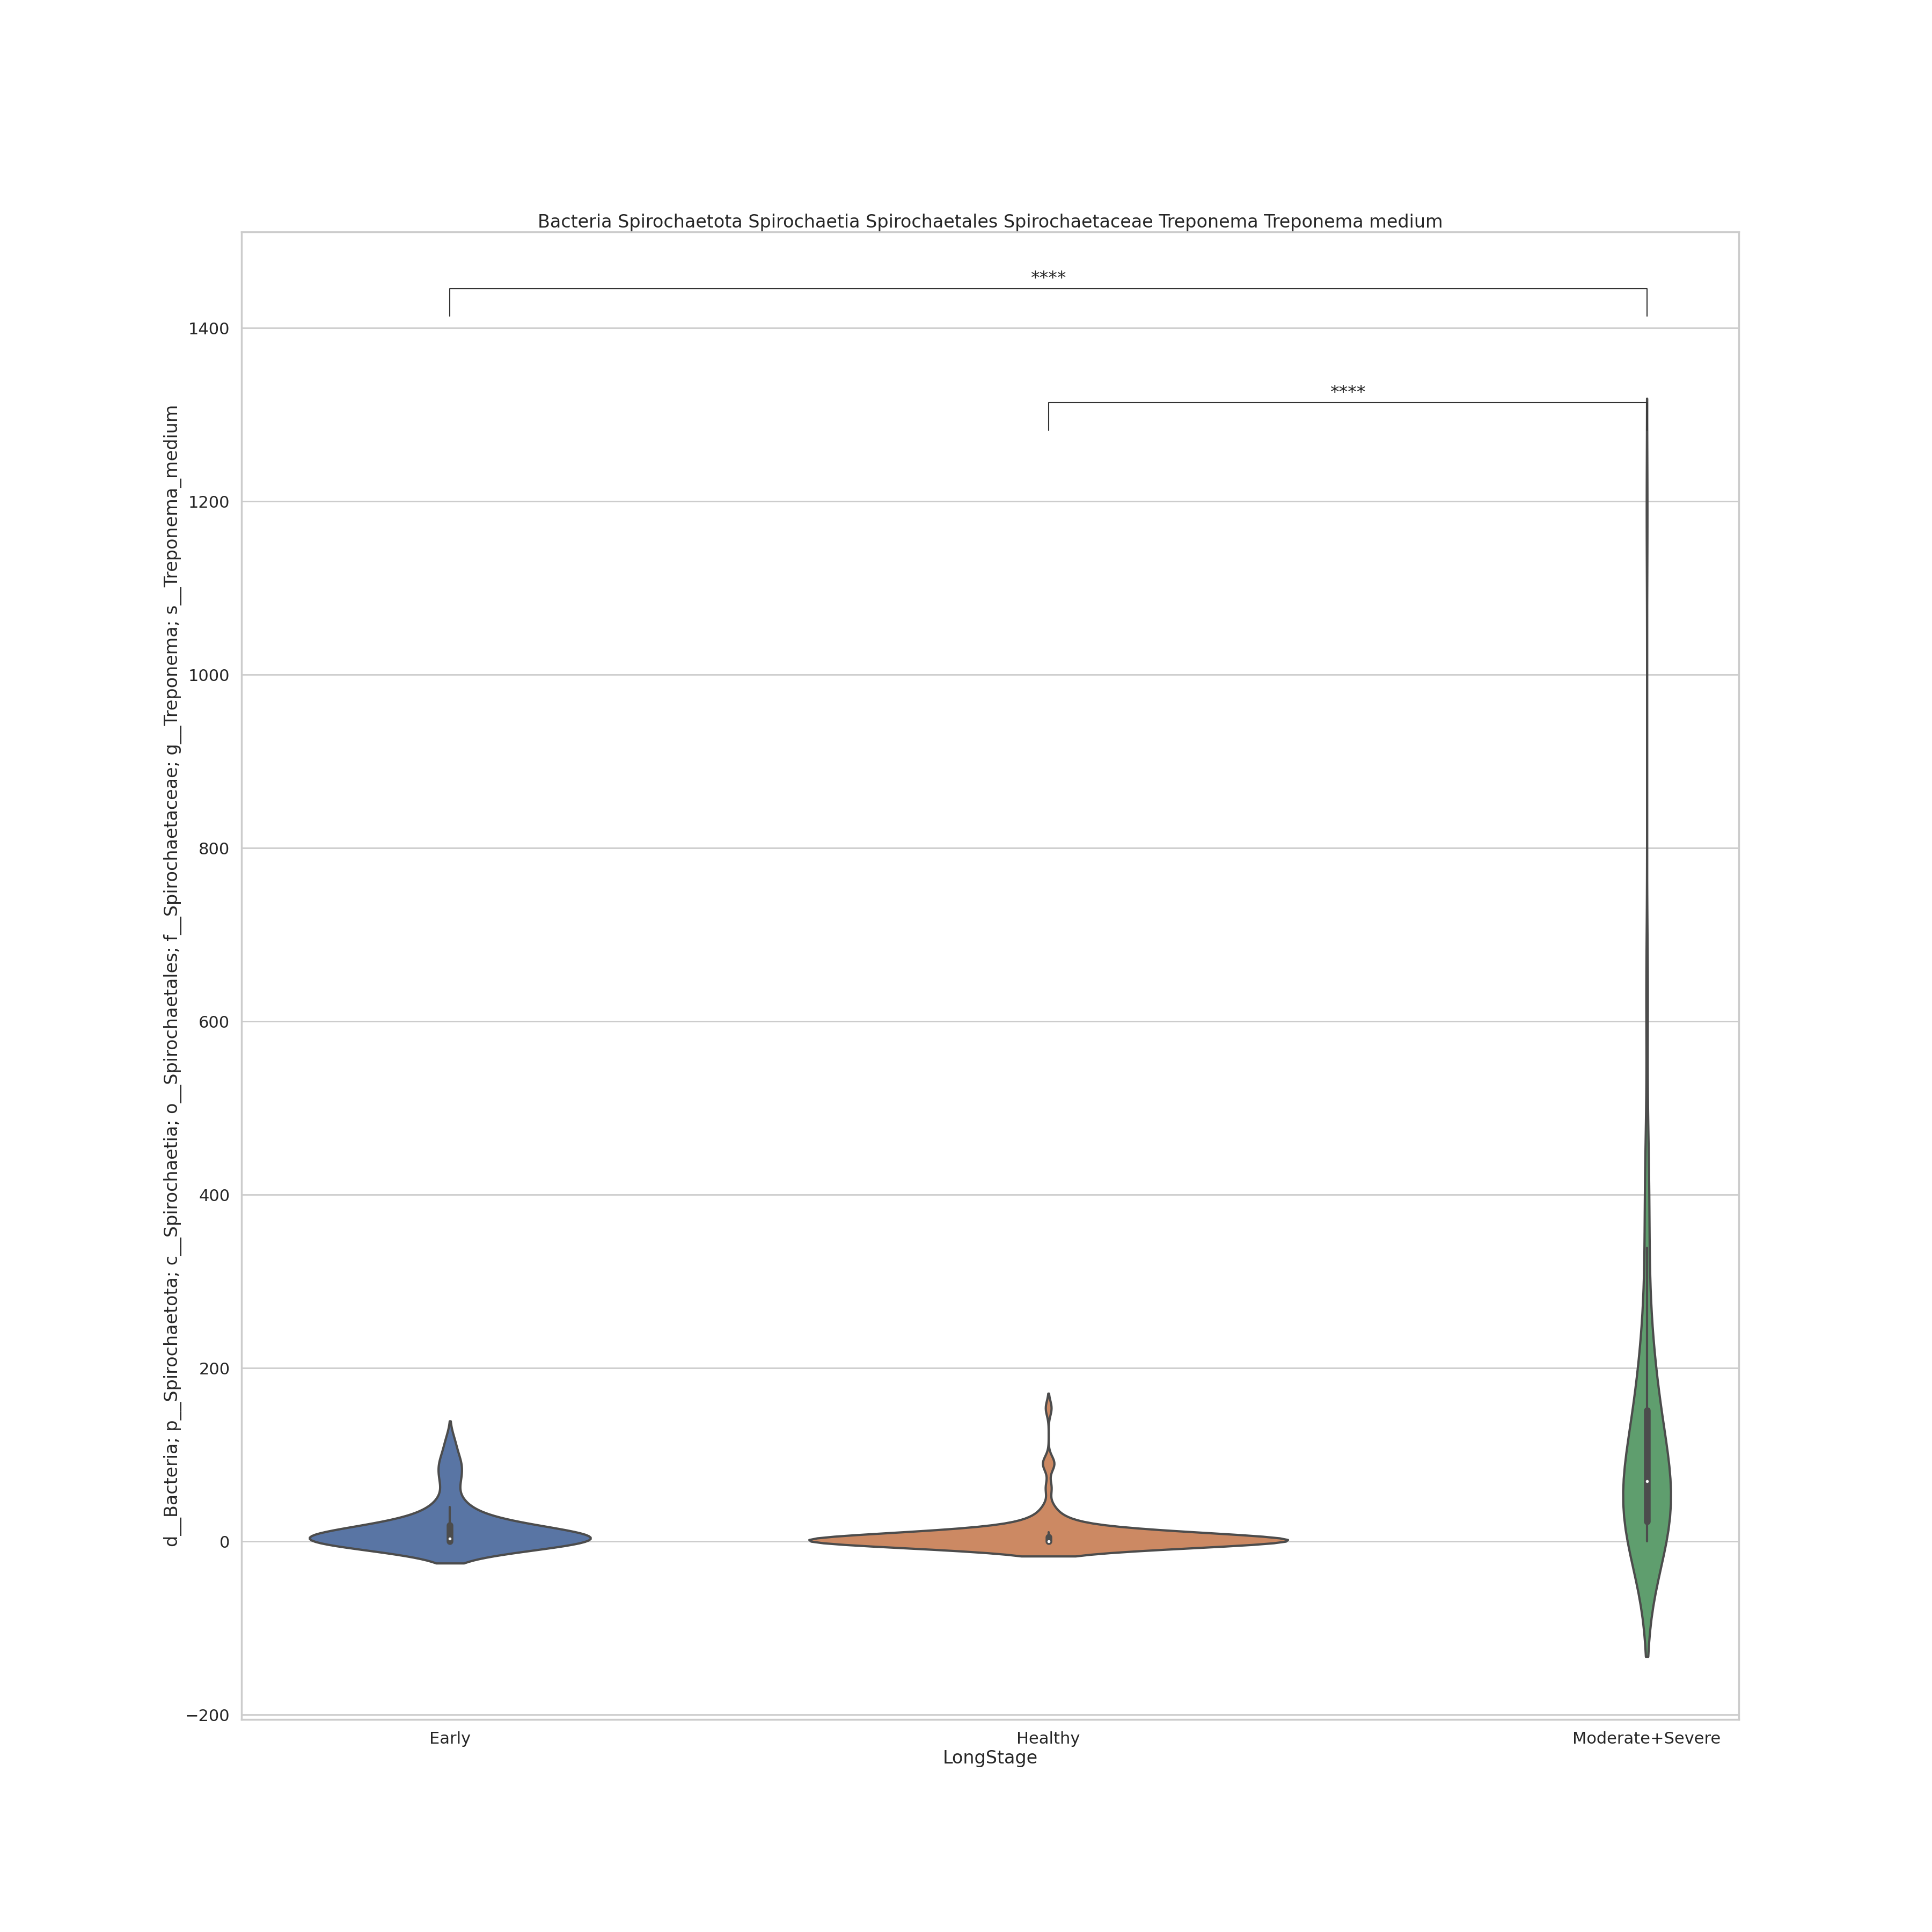 Bacteria Spirochaetota Spirochaetia Spirochaetales Spirochaetaceae Treponema Treponema medium
****
****
d__Bacteria; p__Spirochaetota; c__Spirochaetia; o__Spirochaetales; f__Spirochaetaceae; g__Treponema; s__Treponema_medium
1400
1200
1000
800
600
400
200
0
−200
Early Healthy Moderate+Severe
LongStage